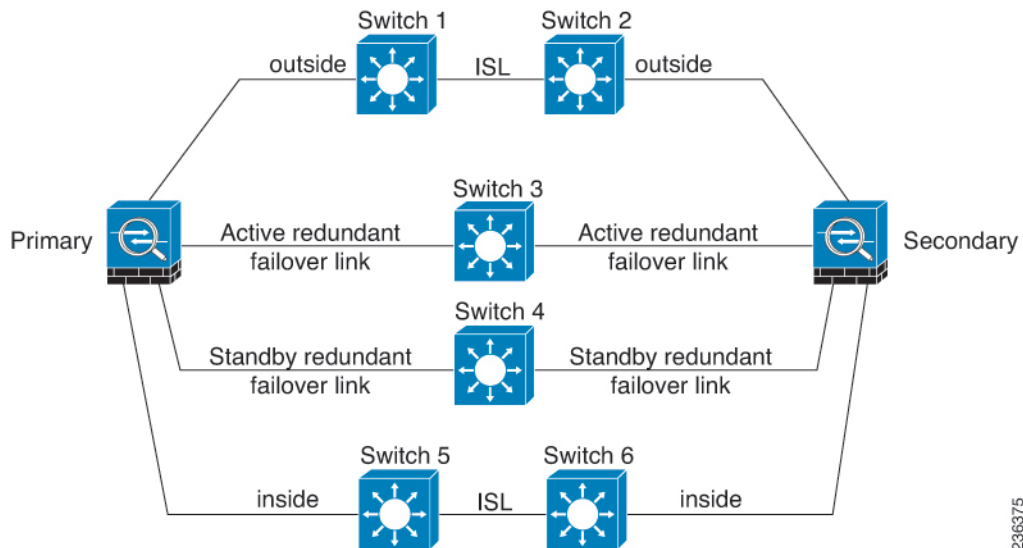 Switch 1
Switch 2
outside
ISL
outside
Switch 3
Primary
Active redundant
failover link
Active redundant
failover link
Secondary
Switch 4
Standby redundant
failover link
Standby redundant
failover link
Switch 5
Switch 6
inside
ISL
inside
236375